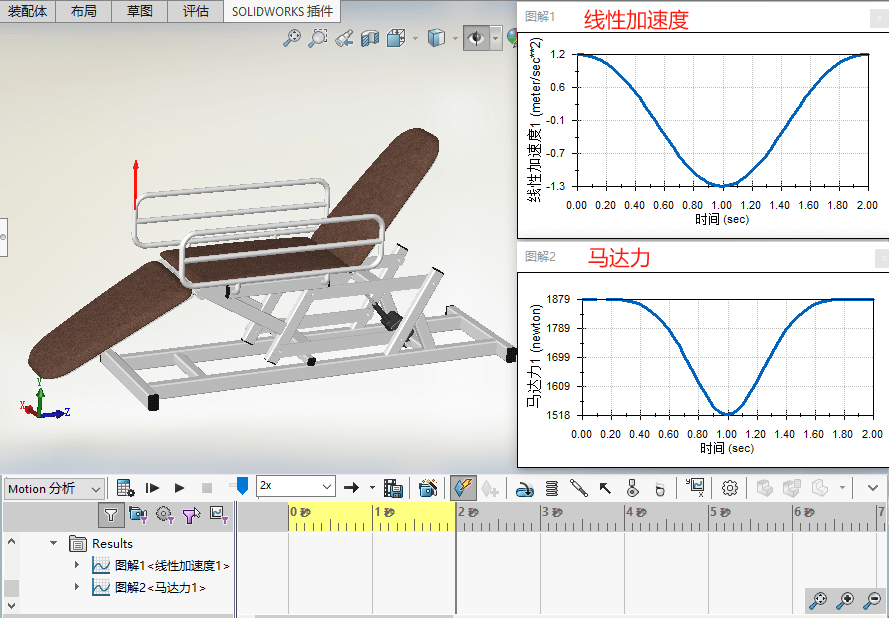 装配体 布局 草图 评估 SOLIDWORKS 插件
图解1 线性加速度
线性加速度1 (meter/sec**2)
1.2
0.6
-0.1
-0.7
-1.3
0.00 0.20 0.40 0.60 0.80 1.00 1.20 1.40 1.60 1.80 2.00
时间 (sec)
图解2 马达力
马达力1 (newton)
1879
1789
1699
1609
1518
0.00 0.20 0.40 0.60 0.80 1.00 1.20 1.40 1.60 1.80 2.00
时间 (sec)
Y
X
Z
Motion 分析 2x
0 秒 1 秒 2 秒 3 秒 4 秒 5 秒 6 秒 7
Results
图解1<线性加速度1>
图解2<马达力1>